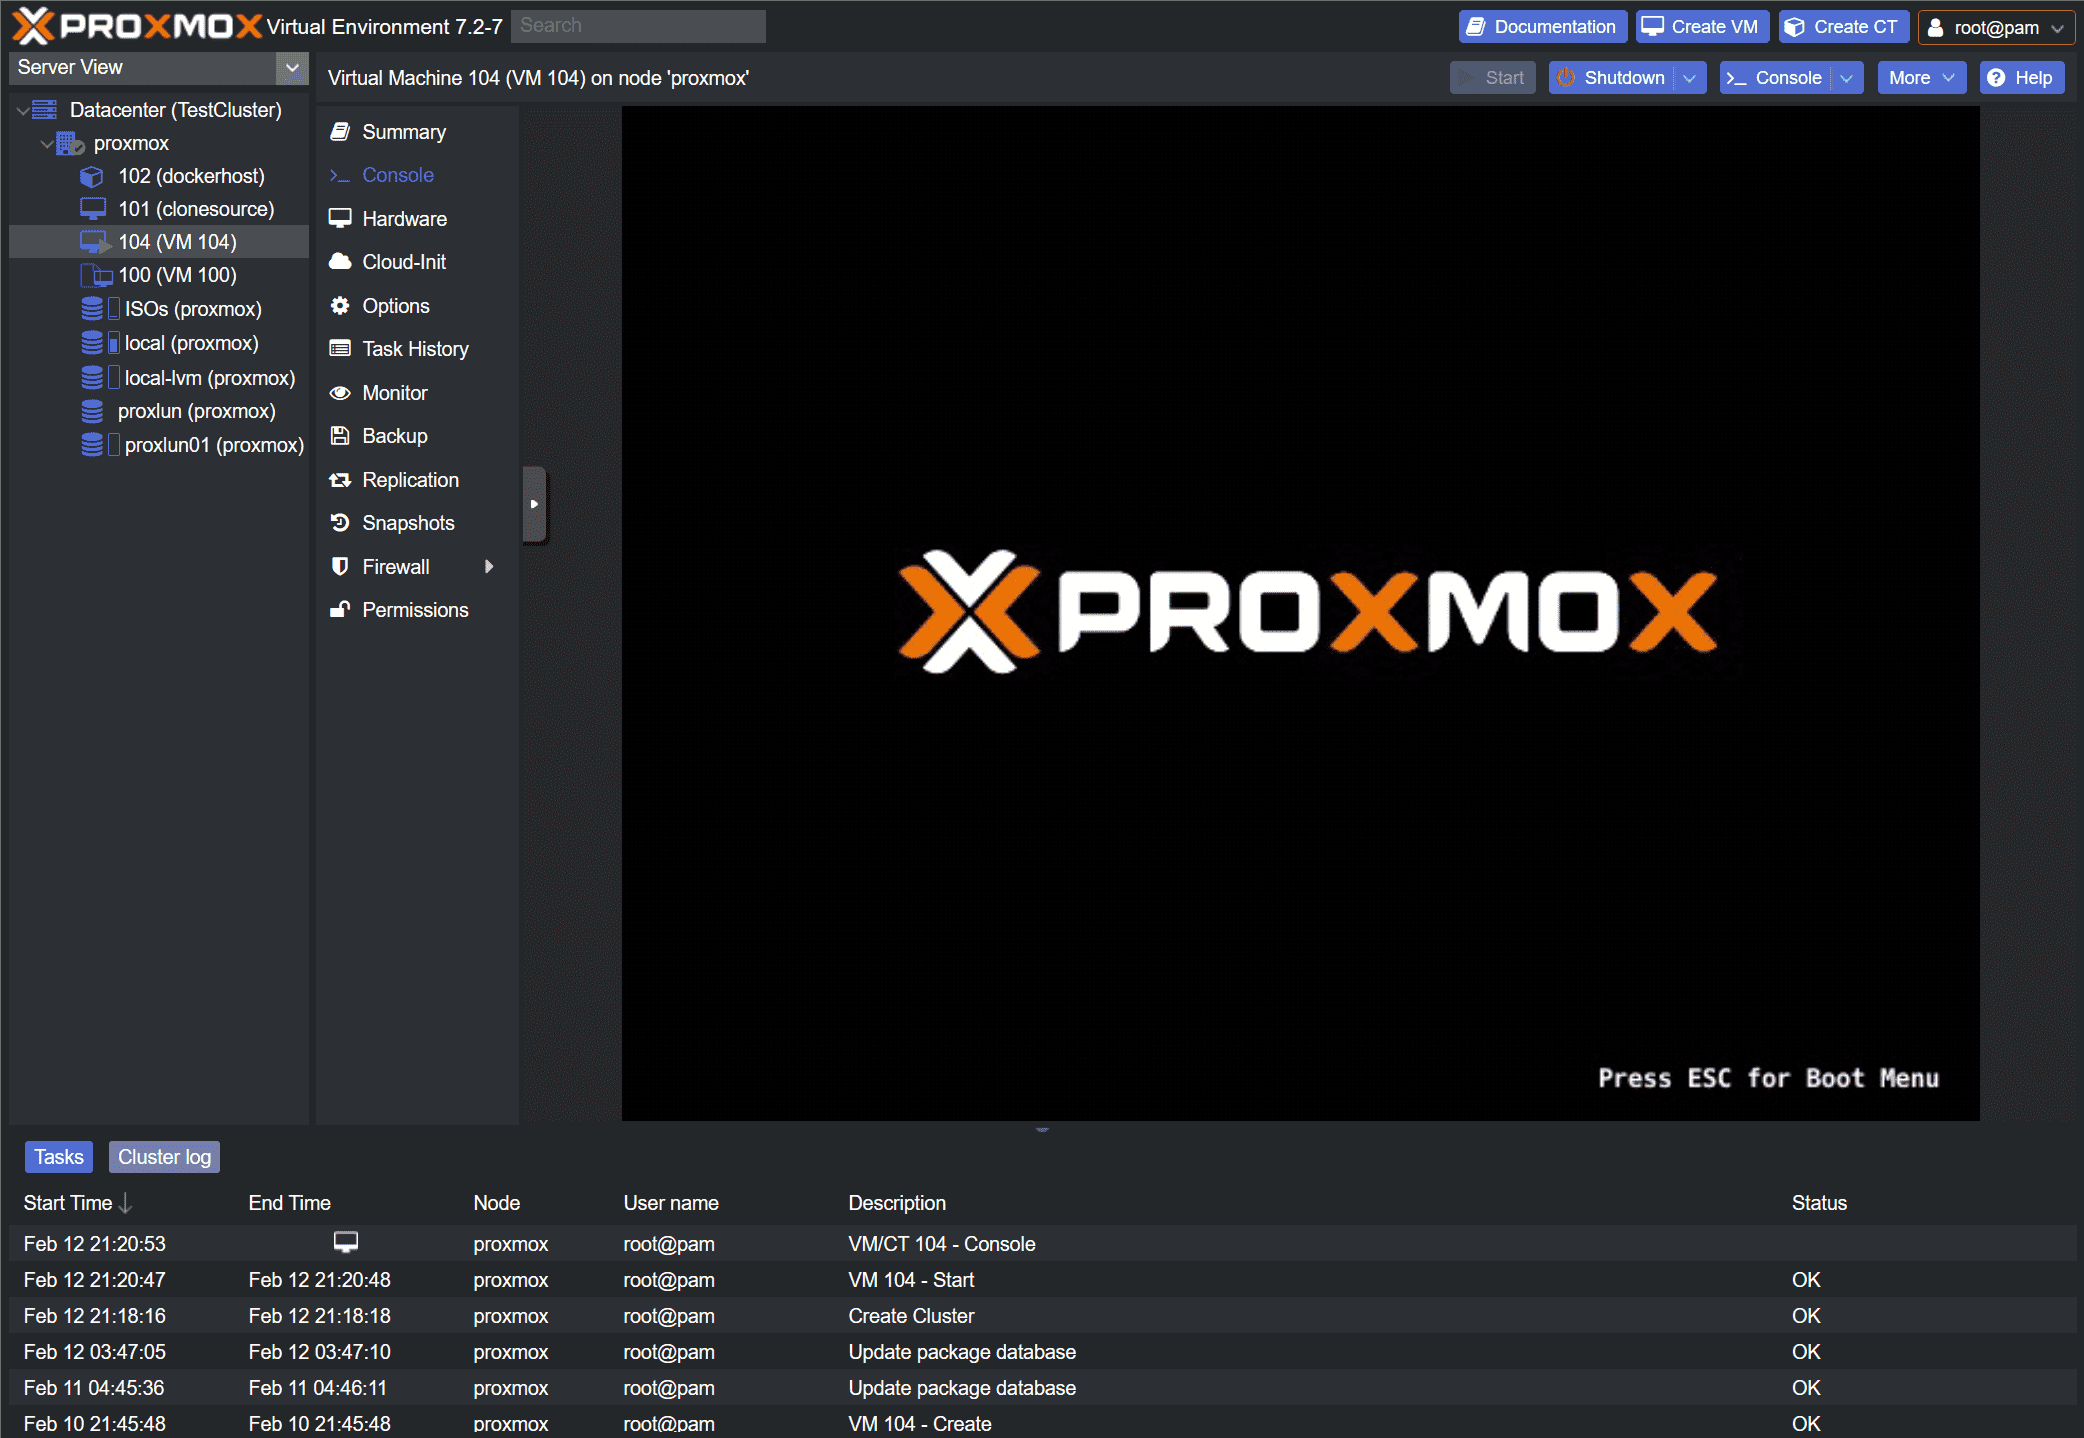 PROXMOX Virtual Environment 7.2-7 Search Documentation Create VM Create CT root@pam
Server View
Virtual Machine 104 (VM 104) on node 'proxmox' Start Shutdown Console More Help
Datacenter (TestCluster)
proxmox
102 (dockerhost)
101 (clonesource)
104 (VM 104)
100 (VM 100)
ISOs (proxmox)
local (proxmox)
local-lvm (proxmox)
proxlun (proxmox)
proxlun01 (proxmox)
Summary
Console
Hardware
Cloud-Init
Options
Task History
Monitor
Backup
Replication
Snapshots
Firewall
Permissions
PROXMOX
Press ESC for Boot Menu
Tasks Cluster log
Start Time End Time Node User name Description Status
Feb 12 21:20:53 proxmox root@pam VM/CT 104 - Console
Feb 12 21:20:47 Feb 12 21:20:48 proxmox root@pam VM 104 - Start OK
Feb 12 21:18:16 Feb 12 21:18:18 proxmox root@pam Create Cluster OK
Feb 12 03:47:05 Feb 12 03:47:10 proxmox root@pam Update package database OK
Feb 11 04:45:36 Feb 11 04:46:11 proxmox root@pam Update package database OK
Feb 10 21:45:48 Feb 10 21:45:48 proxmox root@pam VM 104 - Create OK